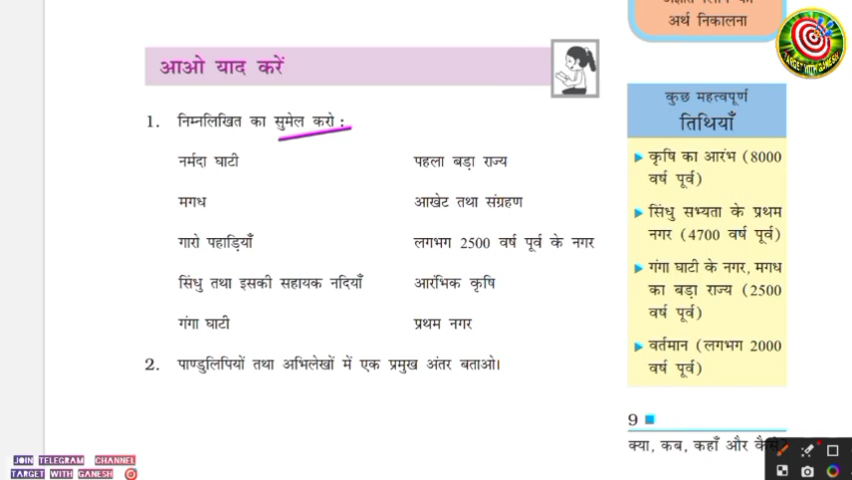 अर्थ निकालना
आओ याद करें
1. निम्नलिखित का सुमेल करो :
नर्मदा घाटी पहला बड़ा राज्य
मगध आखेट तथा संग्रहण
गारो पहाड़ियाँ लगभग 2500 वर्ष पूर्व के नगर
सिंधु तथा इसकी सहायक नदियाँ आरंभिक कृषि
गंगा घाटी प्रथम नगर
2. पाण्डुलिपियों तथा अभिलेखों में एक प्रमुख अंतर बताओ।
कुछ महत्वपूर्ण
तिथियाँ
कृषि का आरंभ (8000
वर्ष पूर्व)
सिंधु सभ्यता के प्रथम
नगर (4700 वर्ष पूर्व)
गंगा घाटी के नगर, मगध
का बड़ा राज्य (2500
वर्ष पूर्व)
वर्तमान (लगभग 2000
वर्ष पूर्व)
9
क्या, कब, कहाँ और कैसे?
TARGET WITH GANESH
JOIN TELEGRAM CHANNEL
TARGET WITH GANESH